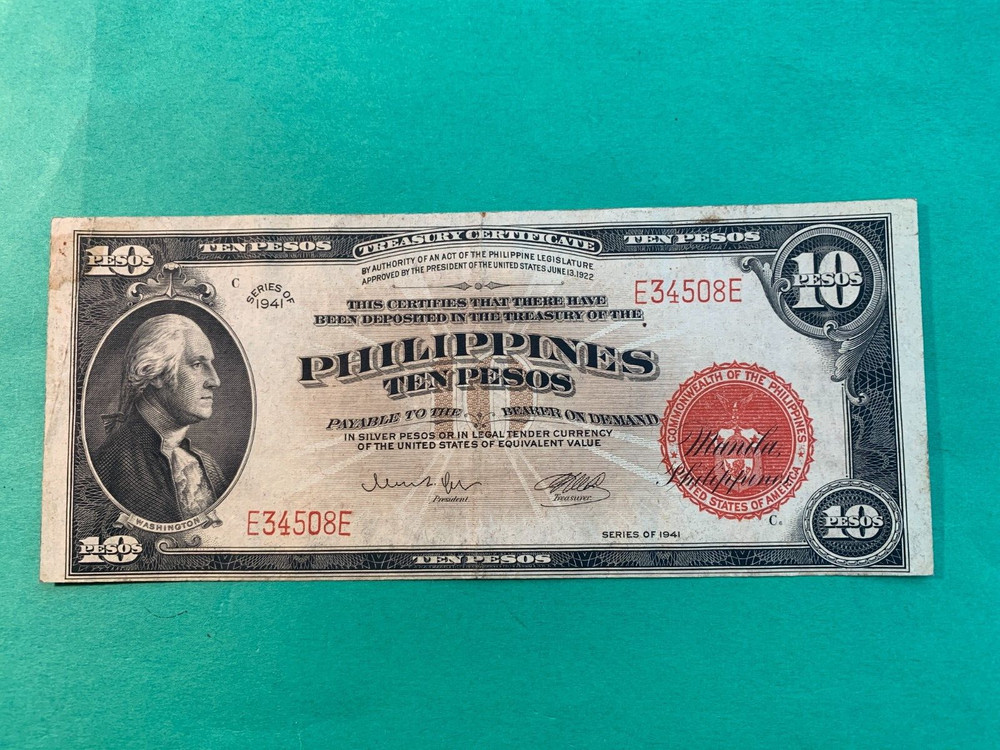 10 PESOS
TEN PESOS
TREASURY CERTIFICATE
TEN PESOS
10 PESOS
C
SERIES OF 1941
BY AUTHORITY OF AN ACT OF THE PHILIPPINE LEGISLATURE
APPROVED BY THE PRESIDENT OF THE UNITED STATES JUNE 13, 1922
E34508E
THIS CERTIFIES THAT THERE HAVE
BEEN DEPOSITED IN THE TREASURY OF THE
PHILIPPINES
TEN PESOS
PAYABLE TO THE BEARER ON DEMAND
IN SILVER PESOS OR IN LEGAL TENDER CURRENCY
OF THE UNITED STATES OF EQUIVALENT VALUE
COMMONWEALTH OF THE PHILIPPINES
Manila,
Philippines
UNITED STATES OF AMERICA
President.
Treasurer.
WASHINGTON
E34508E
SERIES OF 1941
C
10 PESOS
10 PESOS
TEN PESOS